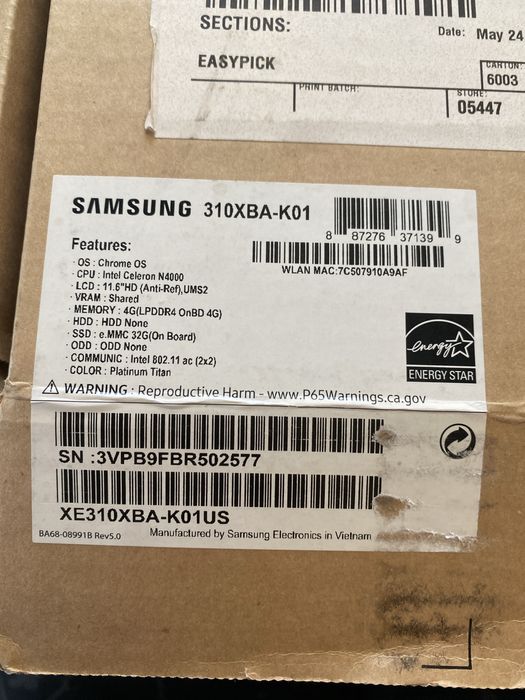 SECTIONS:
Date: May 24
EASYPICK
CARTON:
6003
PRINT BATCH:
STORE:
05447
SAMSUNG 310XBA-K01
8 87276 37139 9
Features:
WLAN MAC:7C507910A9AF
· OS : Chrome OS
· CPU : Intel Celeron N4000
· LCD : 11.6"HD (Anti-Ref),UMS2
· VRAM : Shared
· MEMORY : 4G(LPDDR4 OnBD 4G)
· HDD : HDD None
· SSD : e.MMC 32G(On Board)
· ODD : ODD None
· COMMUNIC : Intel 802.11 ac (2x2)
· COLOR : Platinum Titan
energy
ENERGY STAR
⚠ WARNING : Reproductive Harm - www.P65Warnings.ca.gov
SN :3VPB9FBR502577
XE310XBA-K01US
BA68-08991B Rev5.0
Manufactured by Samsung Electronics in Vietnam